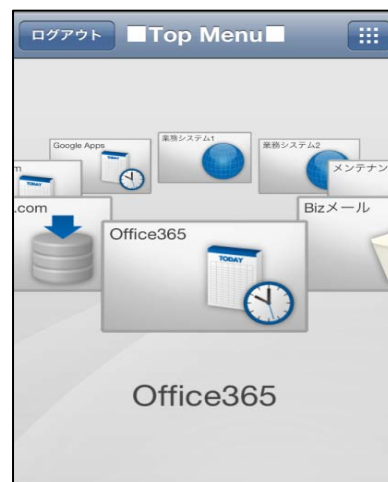 ログアウト
■Top Menu■
Google Apps
業務システム1
業務システム2
m
メンテナン
.com
Office365
TODAY
Bizメール
Office365